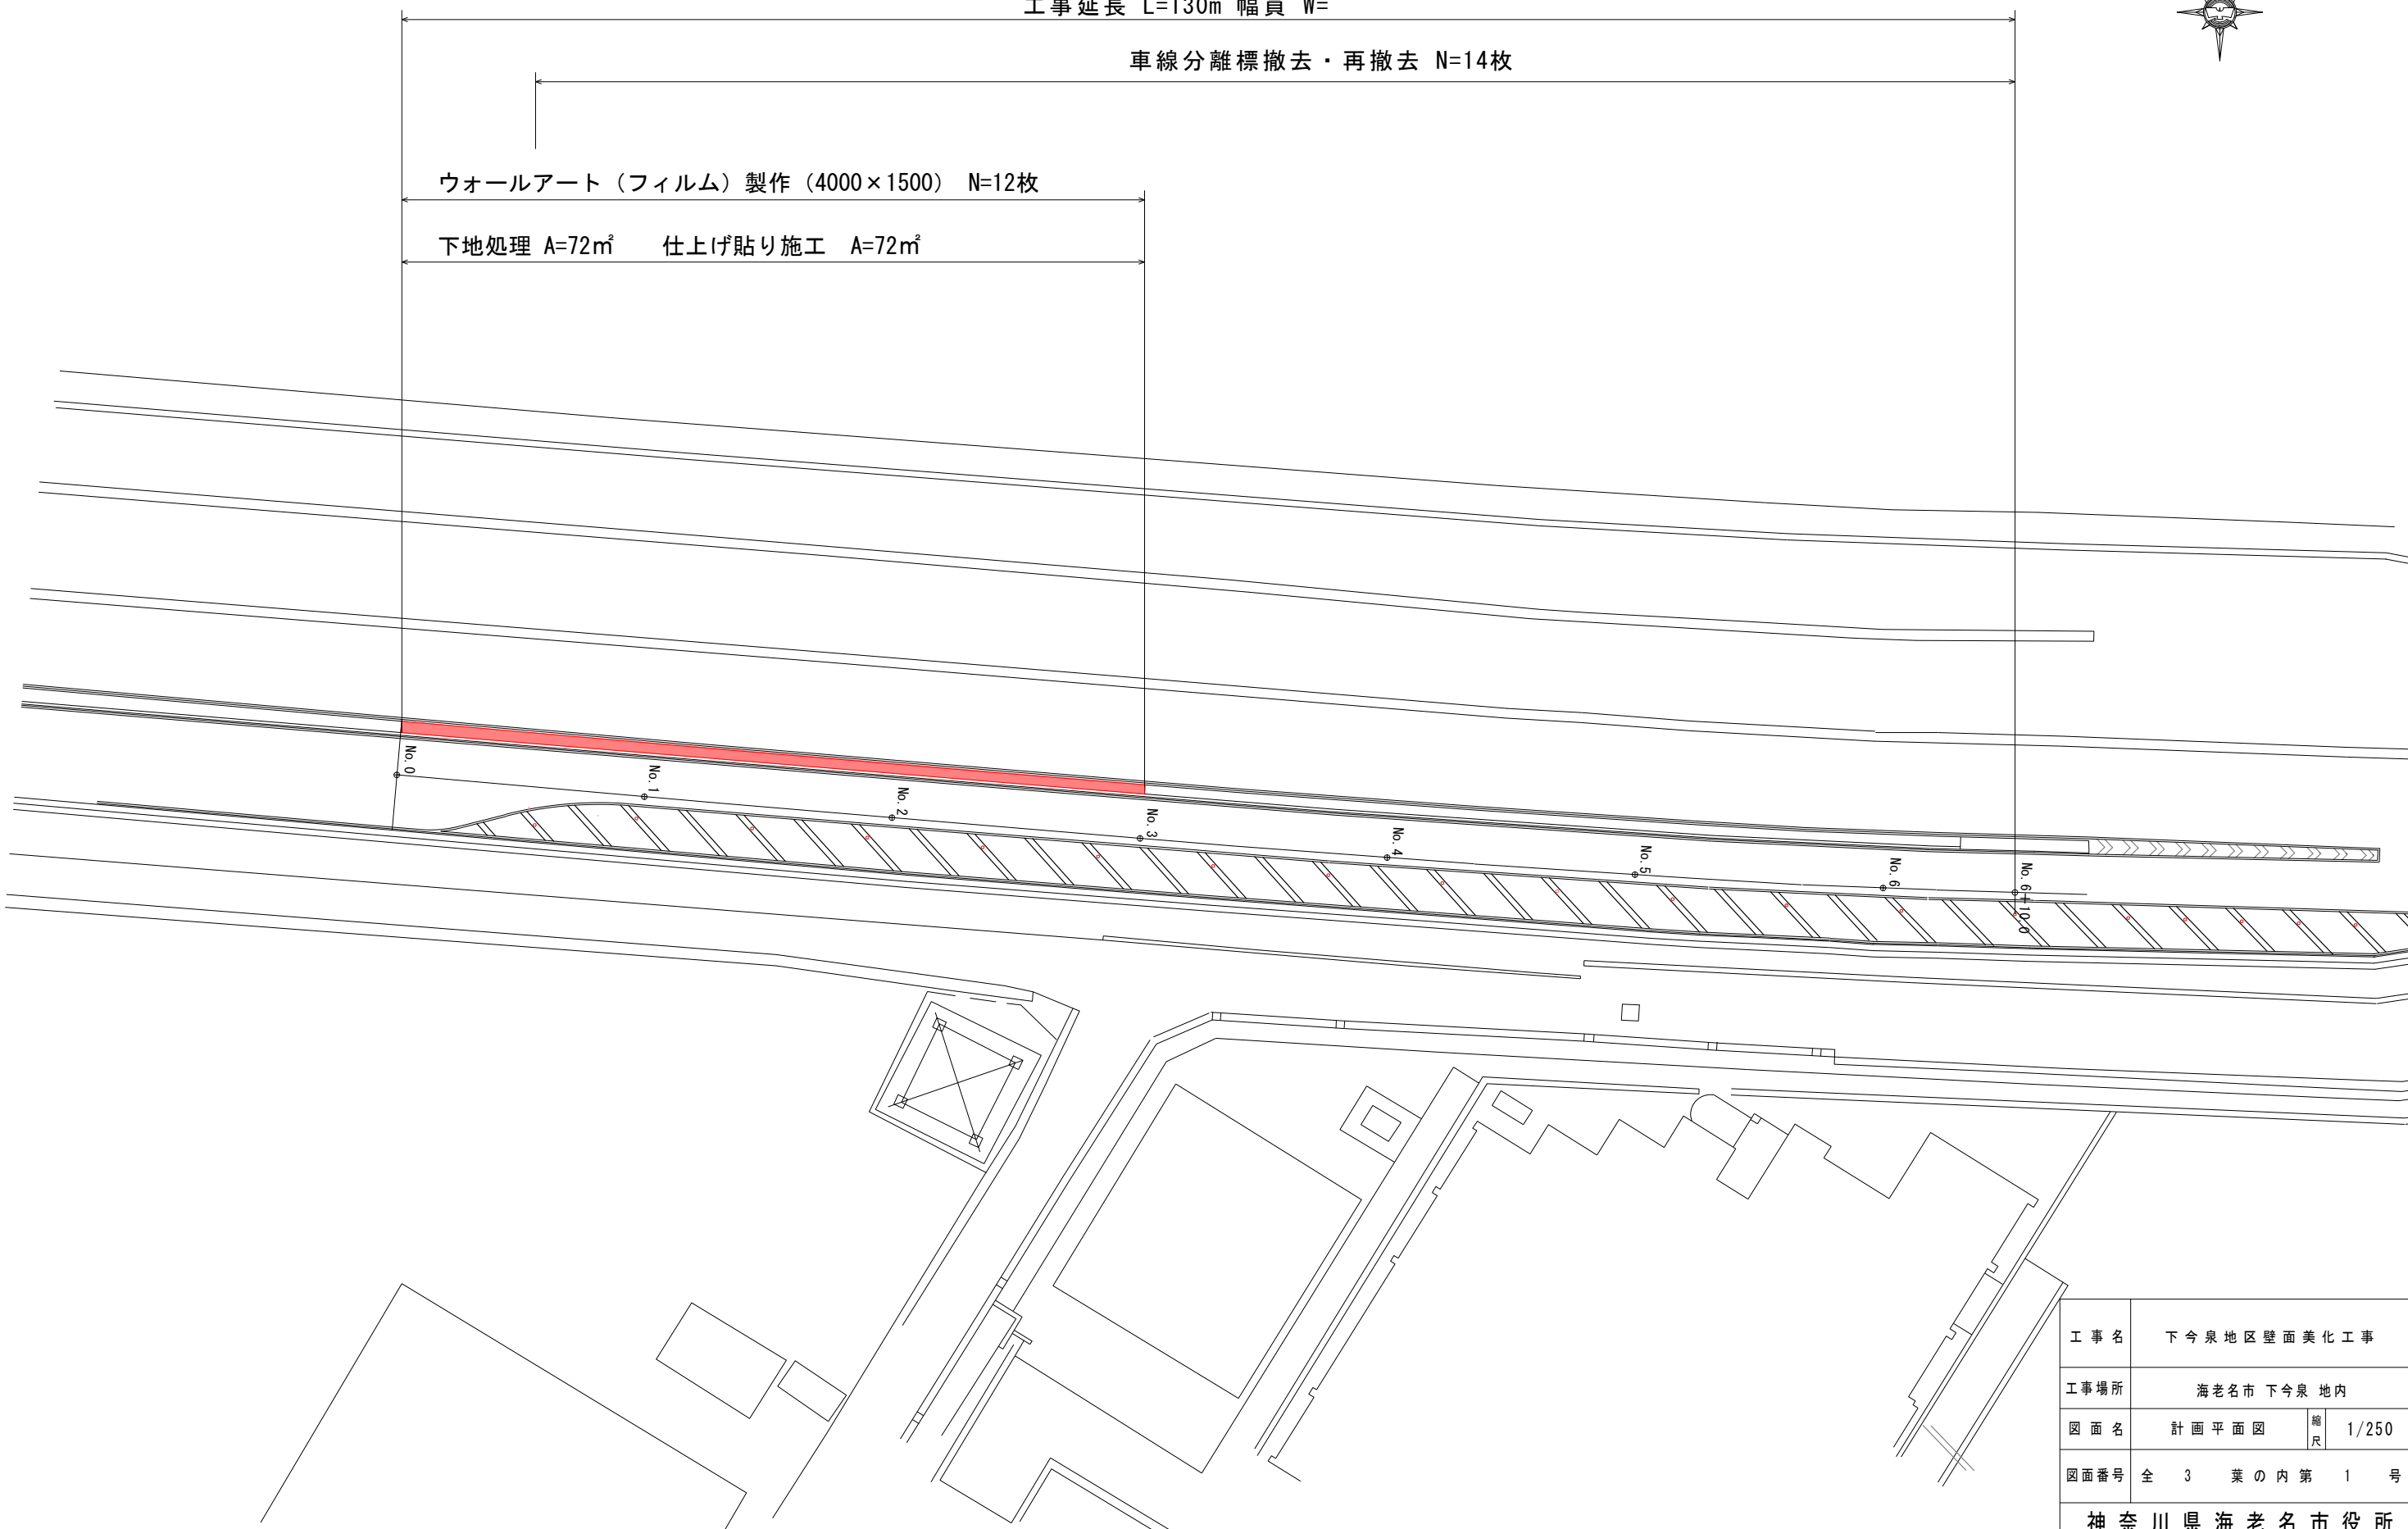 工事延長 L=130m 幅員 W=
車線分離標撤去・再撤去 N=14枚
ウォールアート（フィルム）製作（4000×1500） N=12枚
下地処理 A=72㎡ 仕上げ貼り施工 A=72㎡
No.0
No.1
No.2
No.3
No.4
No.5
No.6
No.6+10.0
工事名 下今泉地区壁面美化工事
工事場所 海老名市 下今泉 地内
図面名 計画平面図 縮尺 1/250
図面番号 全 3 葉の内第 1 号
神奈川県海老名市役所